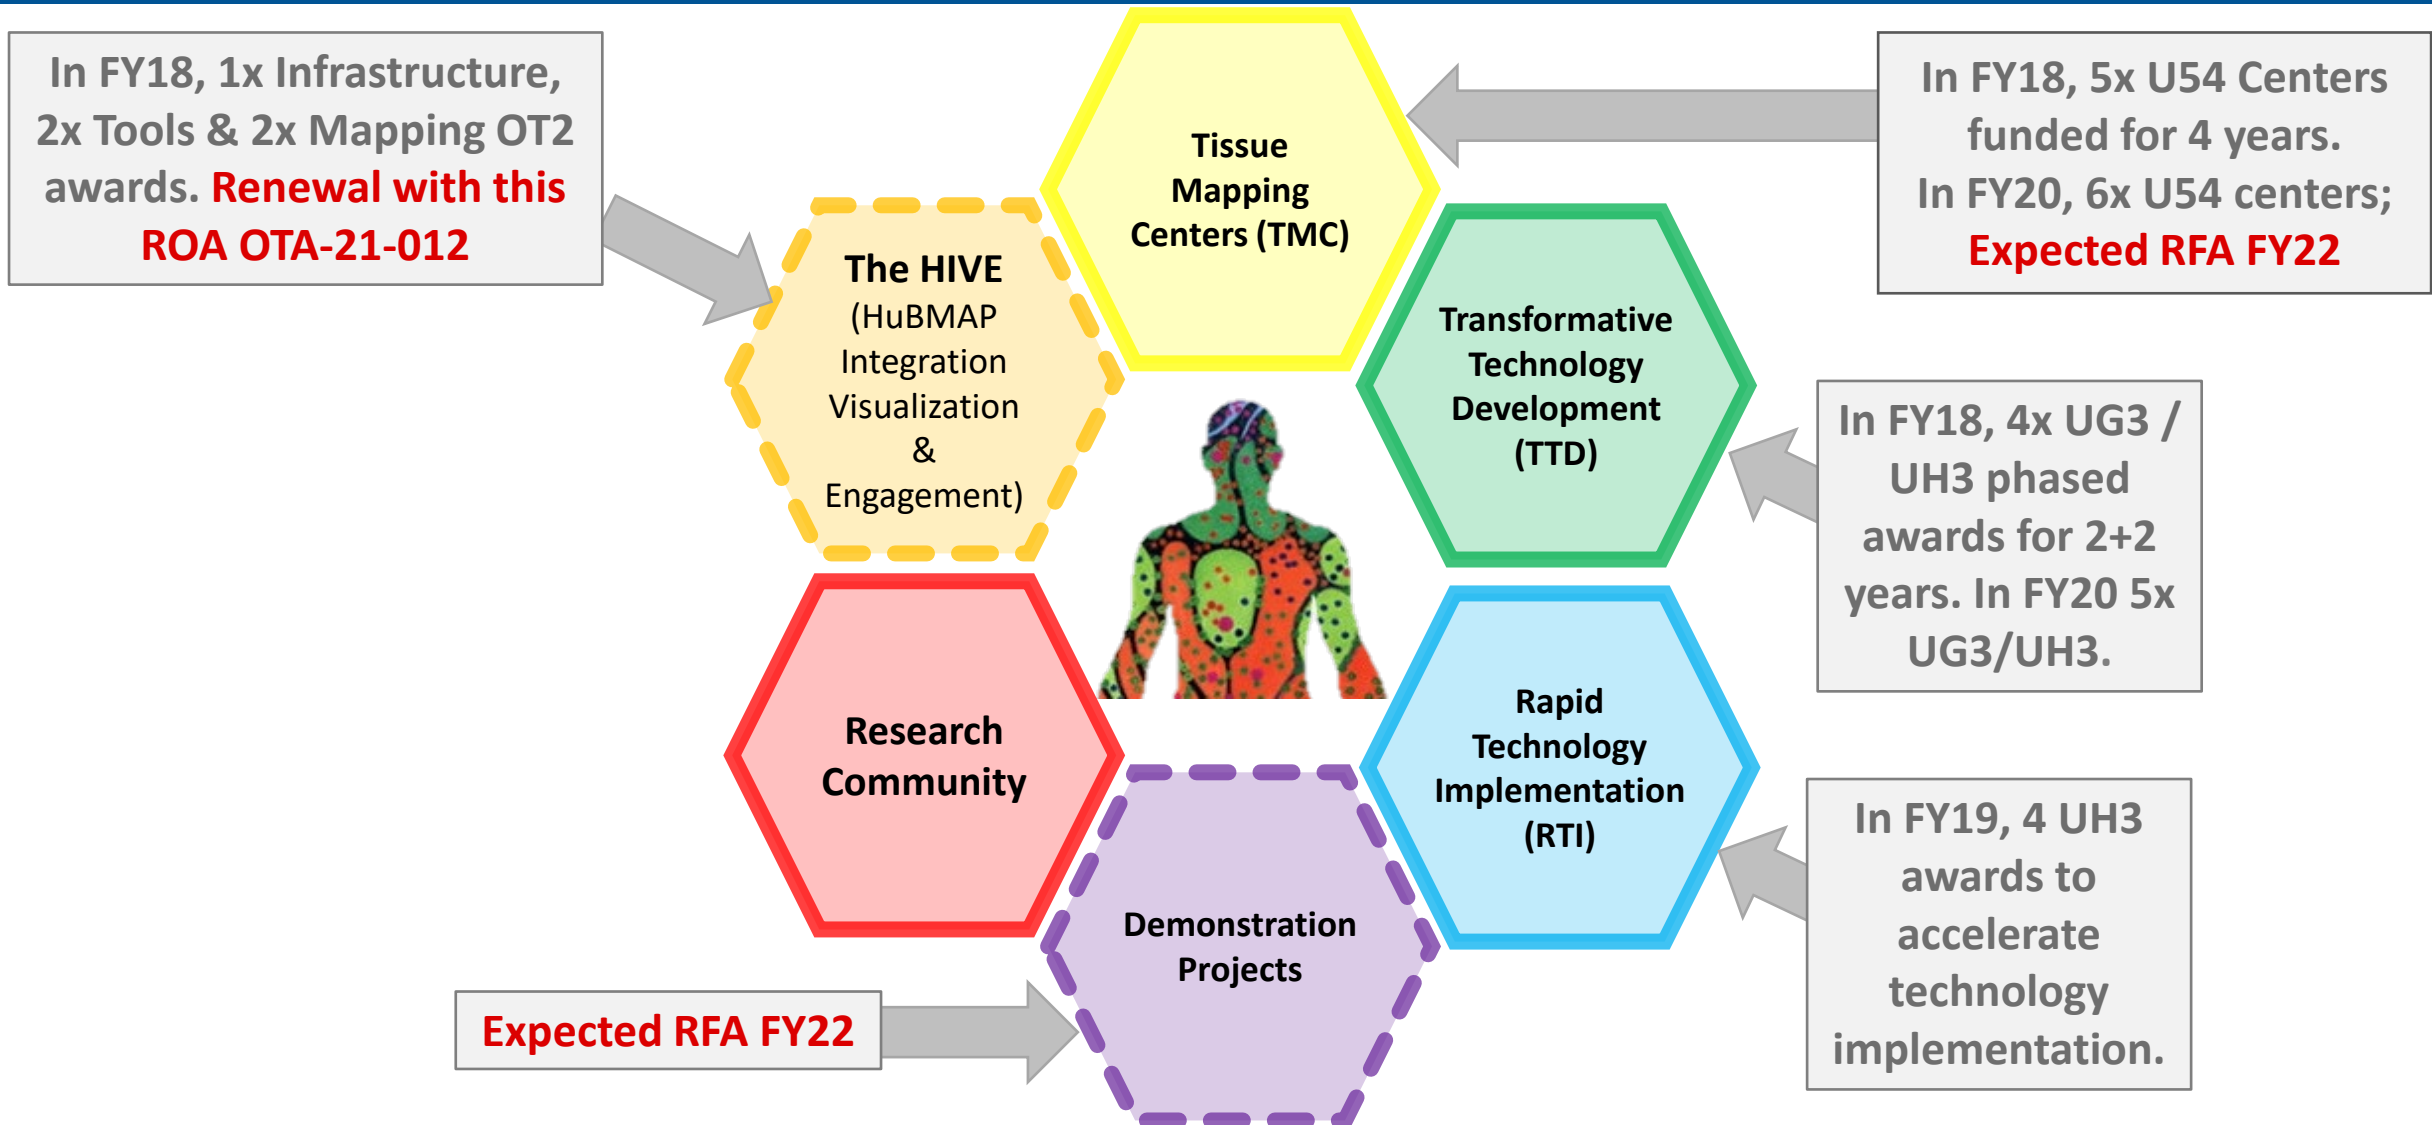 In FY18, 1x Infrastructure,
2x Tools & 2x Mapping OT2
awards. Renewal with this
ROA OTA-21-012
Tissue
Mapping
Centers (TMC)
In FY18, 5x U54 Centers
funded for 4 years.
In FY20, 6x U54 centers;
Expected RFA FY22
The HIVE
(HuBMAP
Integration
Visualization
&
Engagement)
Transformative
Technology
Development
(TTD)
In FY18, 4x UG3 /
UH3 phased
awards for 2+2
years. In FY20 5x
UG3/UH3.
Research
Community
Rapid
Technology
Implementation
(RTI)
In FY19, 4 UH3
awards to
accelerate
technology
implementation.
Demonstration
Projects
Expected RFA FY22